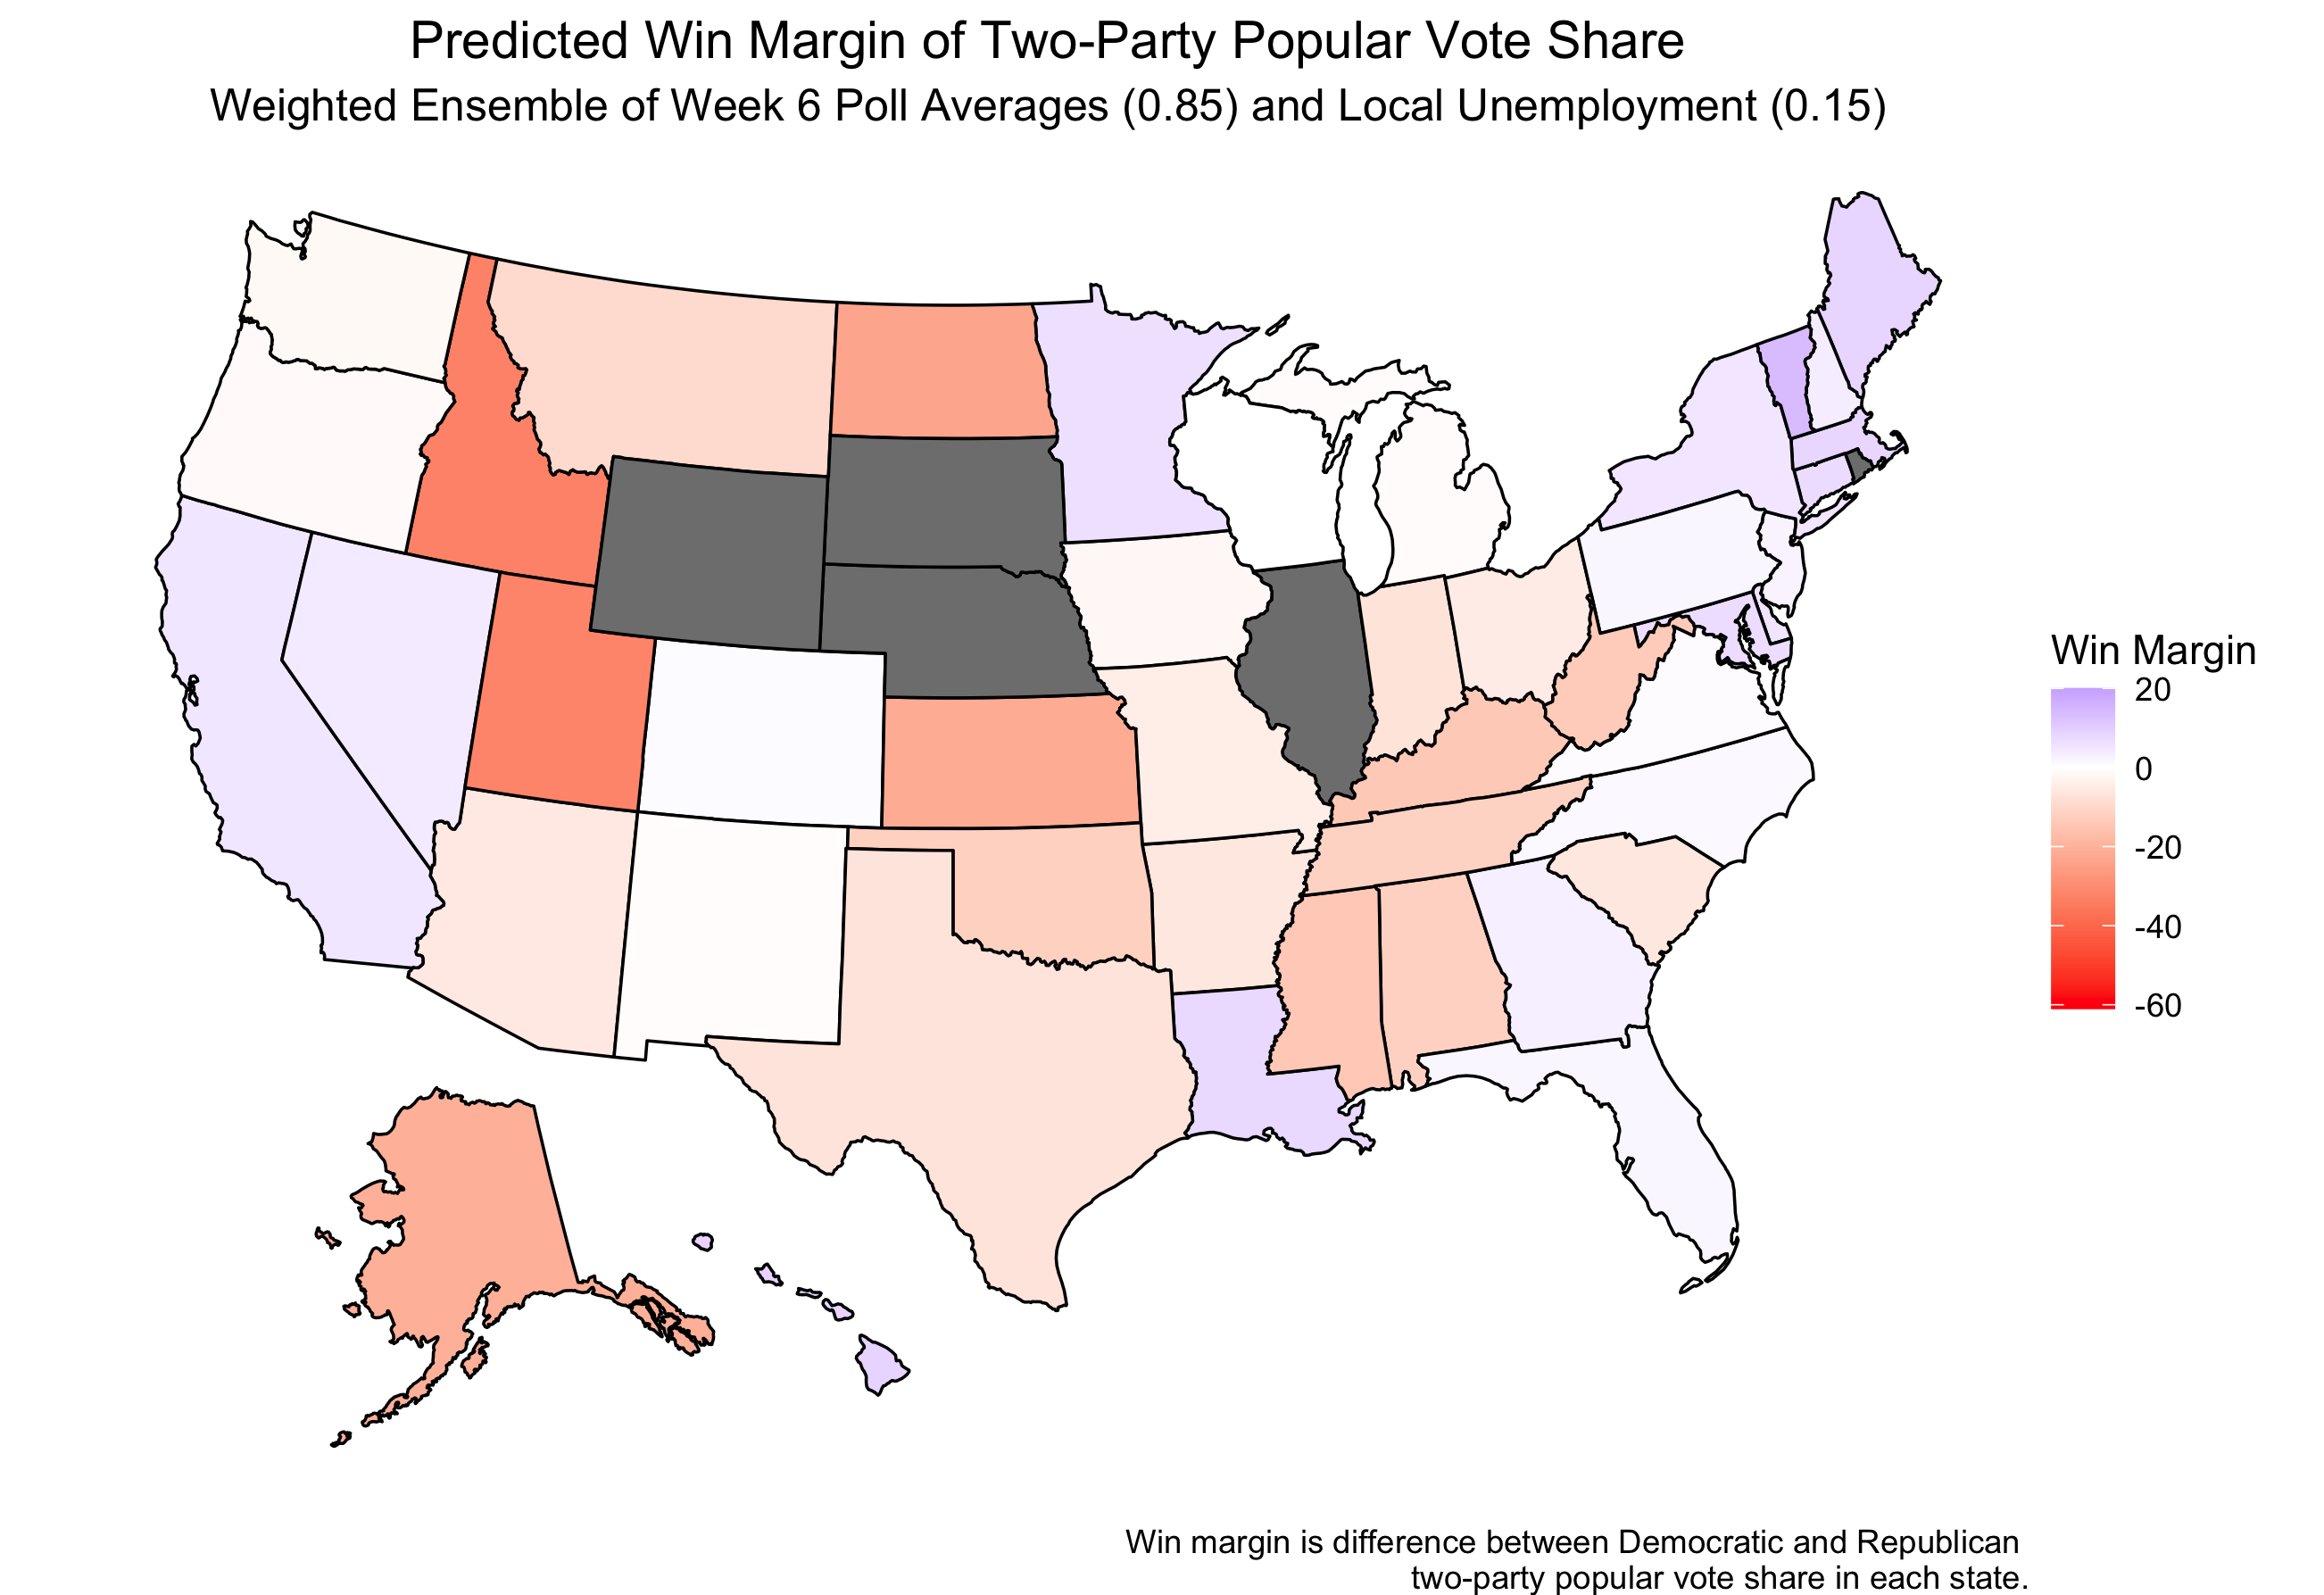 Predicted Win Margin of Two-Party Popular Vote Share
Weighted Ensemble of Week 6 Poll Averages (0.85) and Local Unemployment (0.15)
Win Margin
20
0
-20
-40
-60
Win margin is difference between Democratic and Republican
two-party popular vote share in each state.